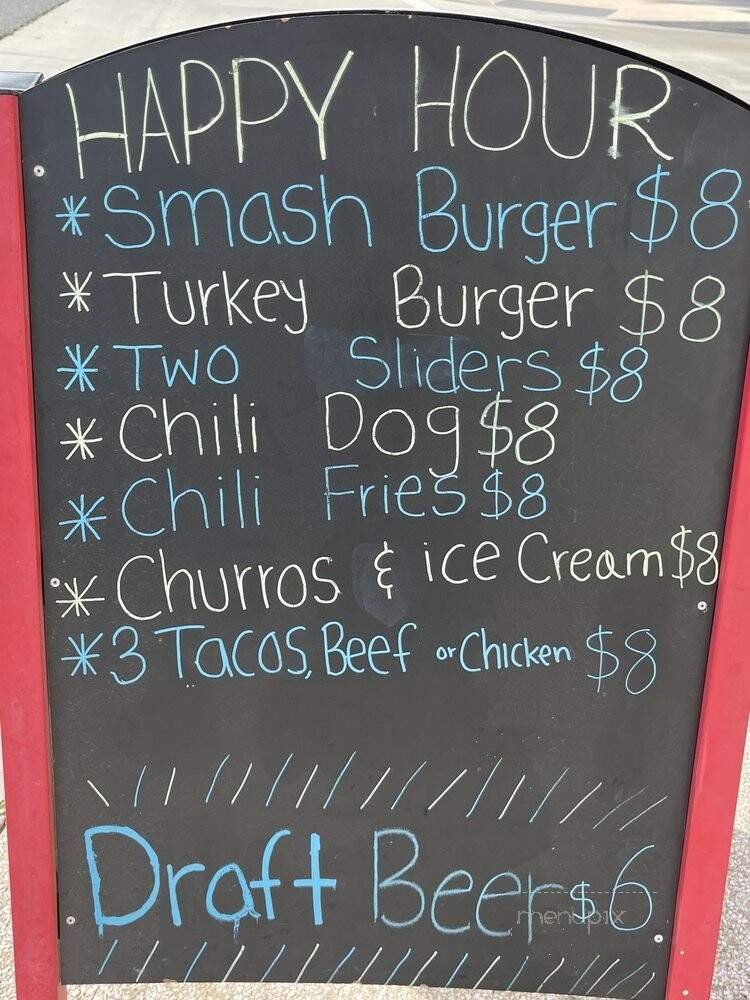 HAPPY HOUR
* Smash Burger $8
* Turkey Burger $8
* Two Sliders $8
* Chili Dog $8
* Chili Fries $8
* Churros & ice Cream $8
* 3 Tacos, Beef or Chicken $8
Draft Beer $6
menupix